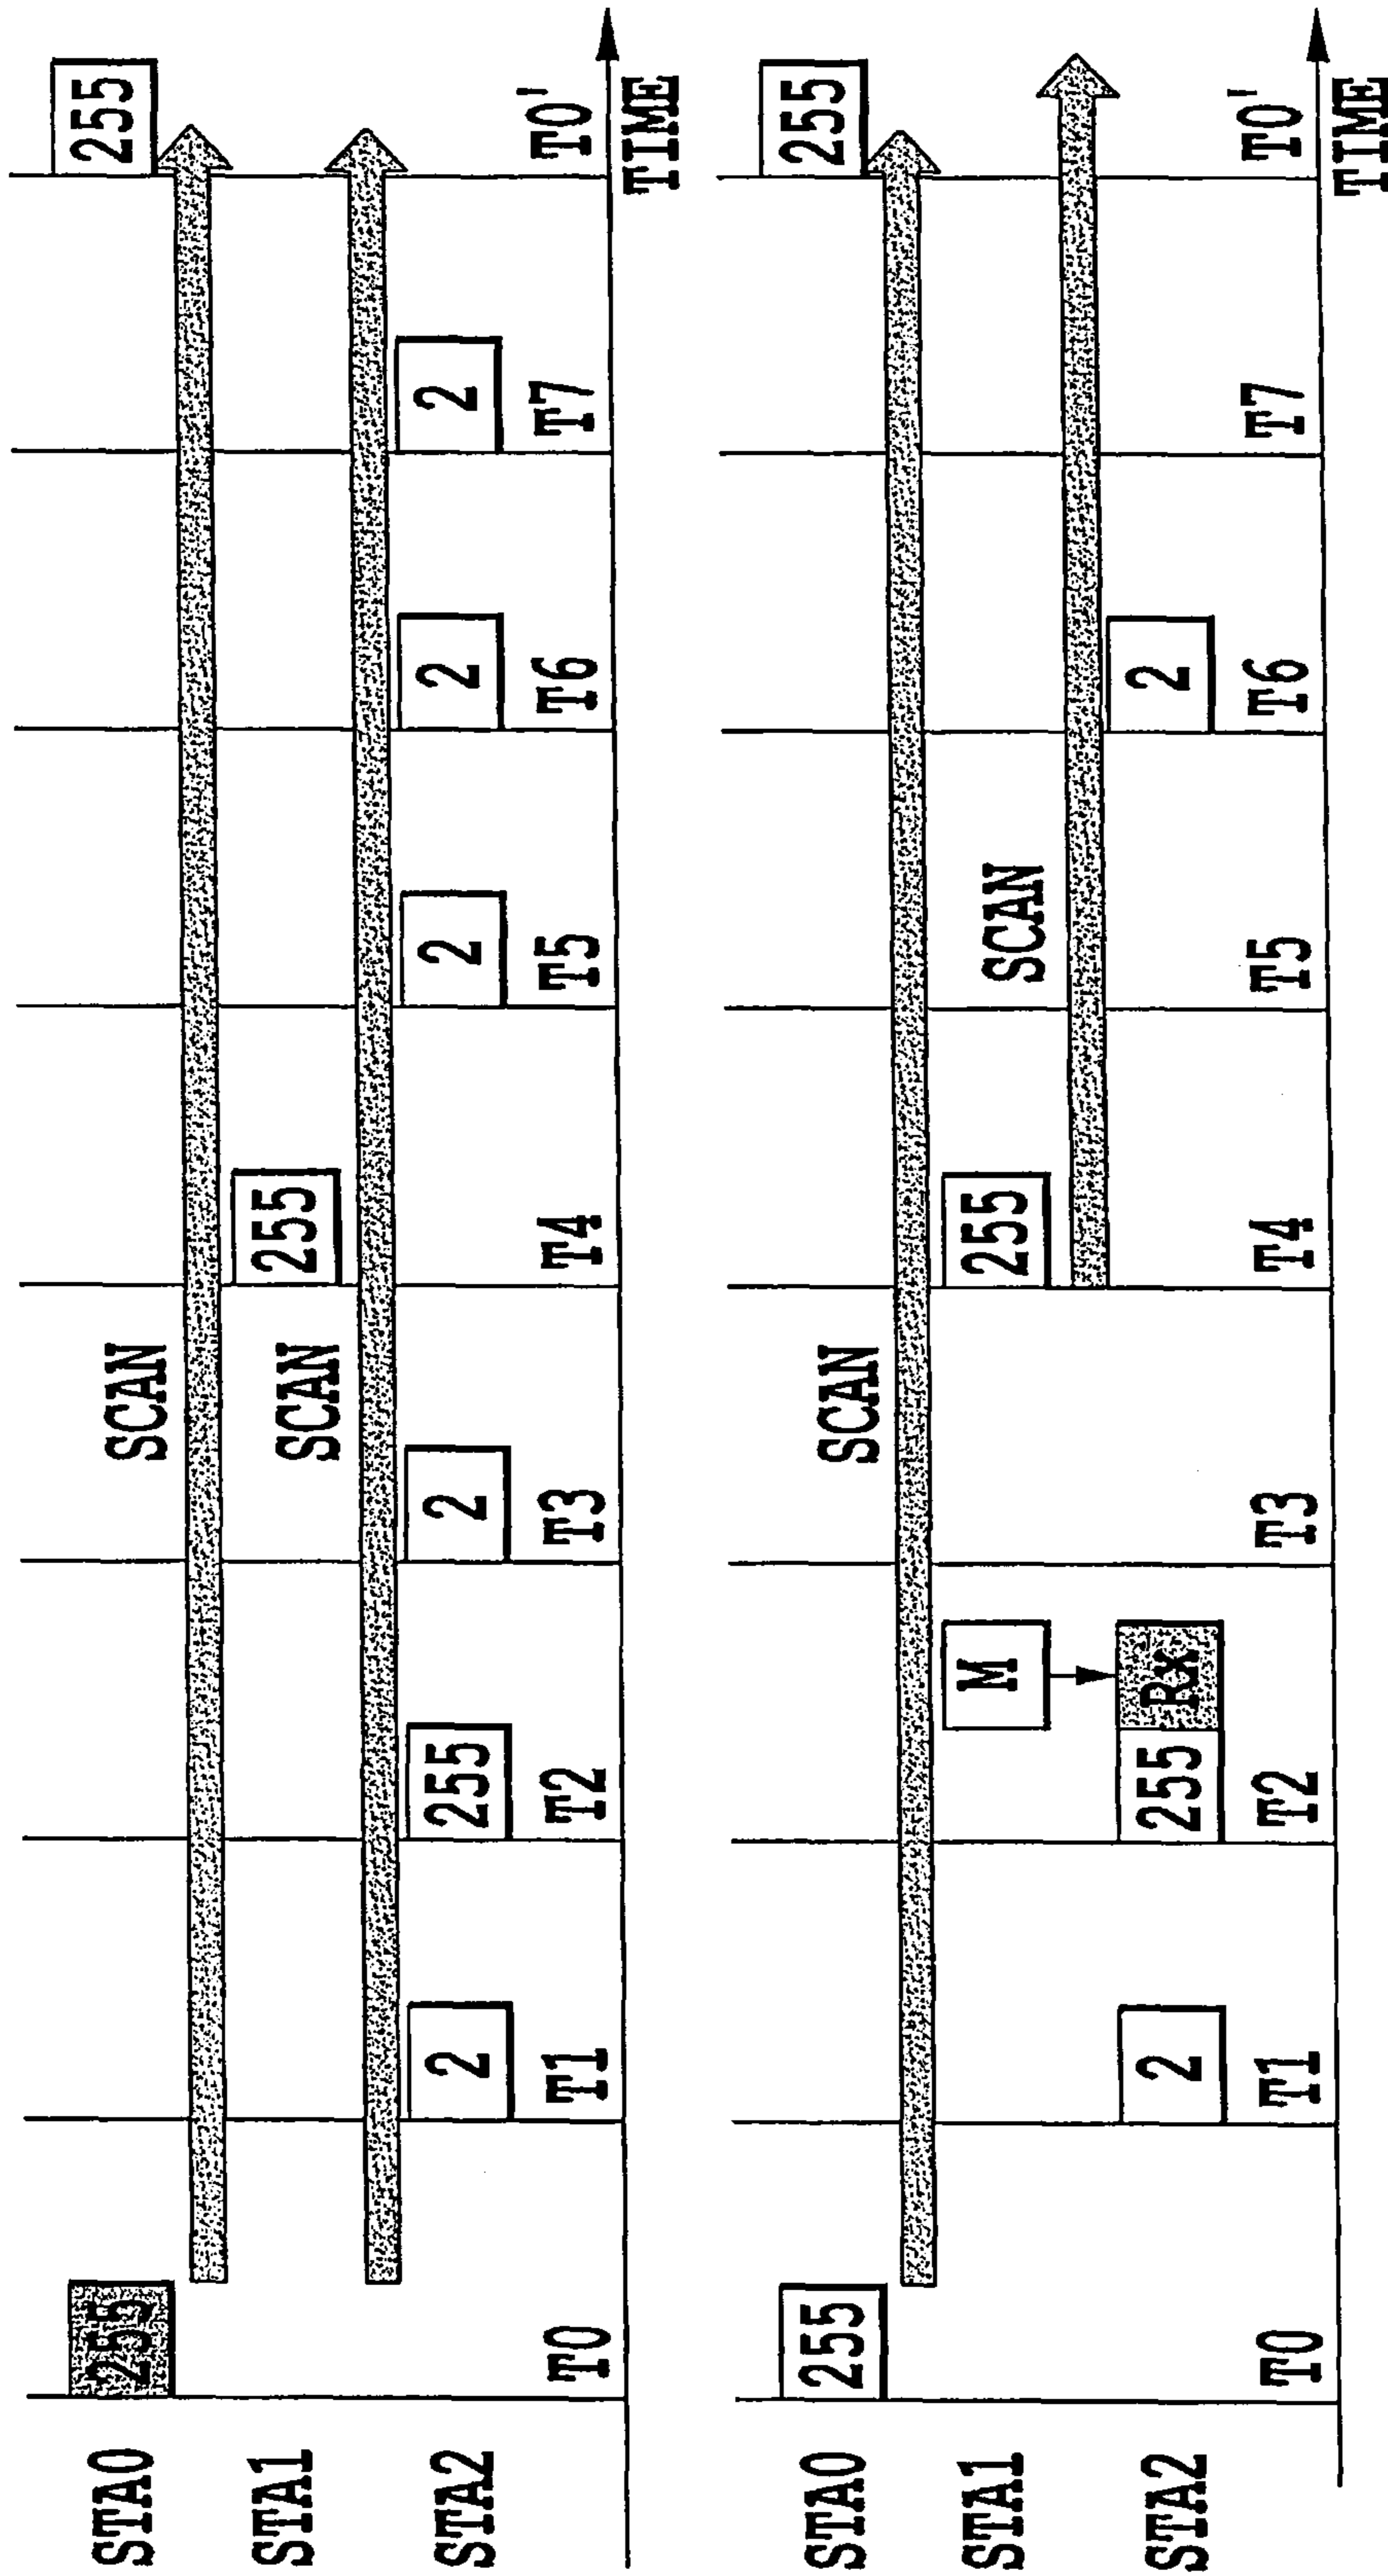 STA0 255 SCAN 255
STA1 SCAN 255
STA2 2 255 2 2 2 2
T0 T1 T2 T3 T4 T5 T6 T7 T0'
TIME
STA0 255 SCAN 255
STA1 M 255 SCAN
STA2 2 255 Rx 2
T0 T1 T2 T3 T4 T5 T6 T7 T0'
TIME